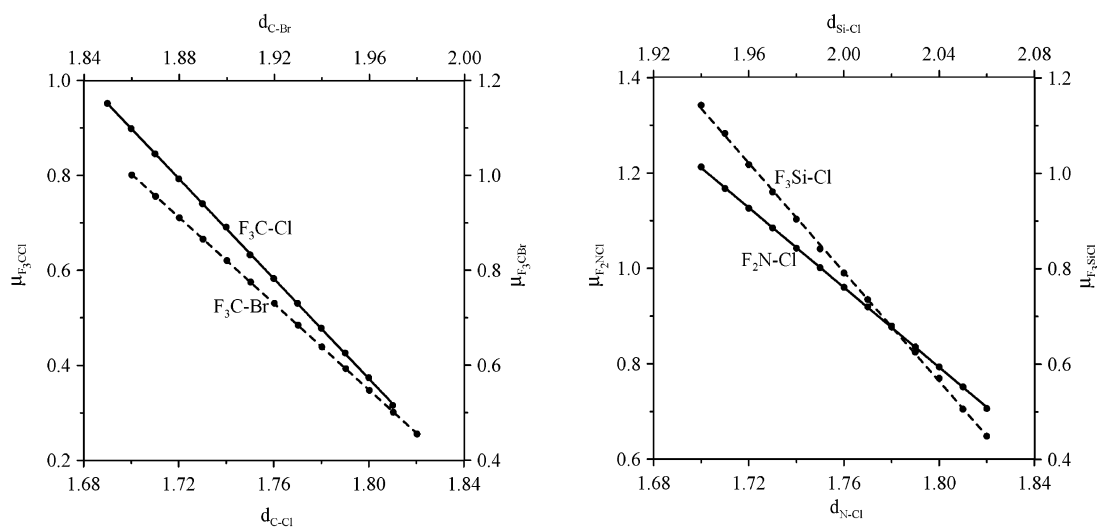 d_C-Br
1.84 1.88 1.92 1.96 2.00
1.0
0.8
0.6
0.4
0.2
μ_F₃CCl
F₃C-Cl
F₃C-Br
1.2
1.0
0.8
0.6
0.4
μ_F₃CBr
1.68 1.72 1.76 1.80 1.84
d_C-Cl
d_Si-Cl
1.92 1.96 2.00 2.04 2.08
1.4
1.2
1.0
0.8
0.6
μ_F₂NCl
F₃Si-Cl
F₂N-Cl
1.2
1.0
0.8
0.6
0.4
μ_F₃SiCl
1.68 1.72 1.76 1.80 1.84
d_N-Cl